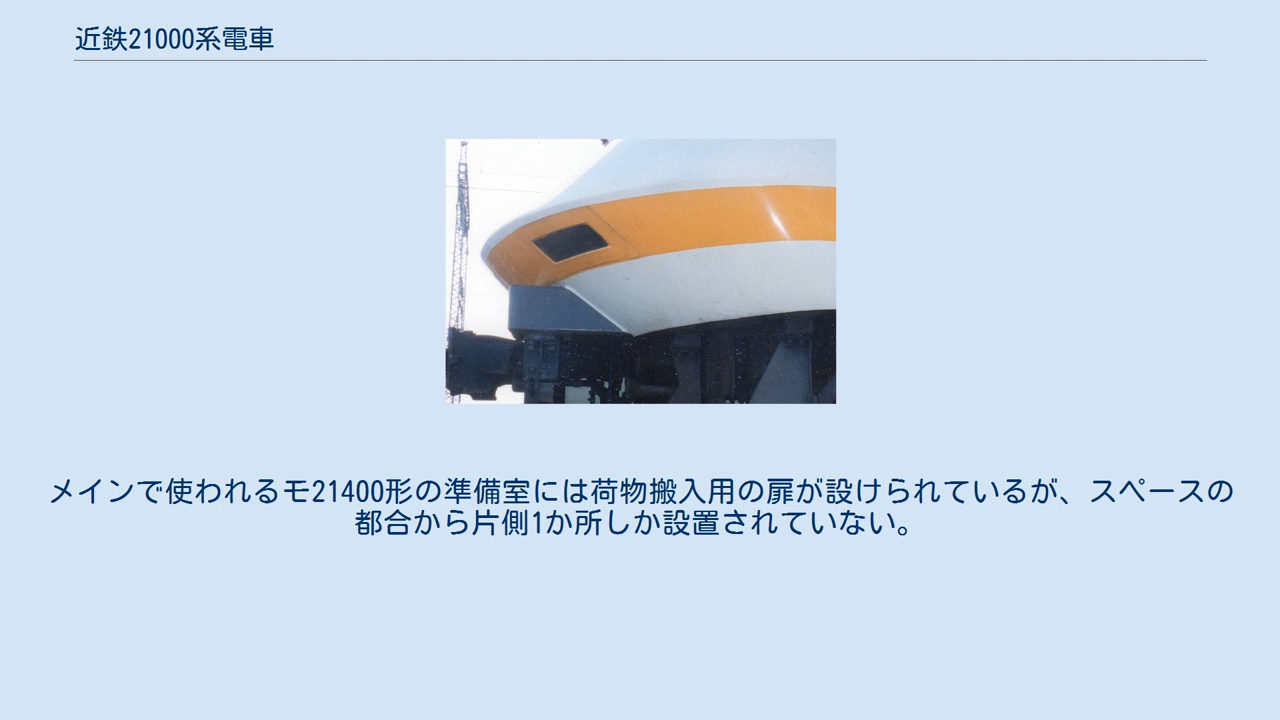 近鉄21000系電車
メインで使われるモ21400形の準備室には荷物搬入用の扉が設けられているが、スペースの
都合から片側1か所しか設置されていない。